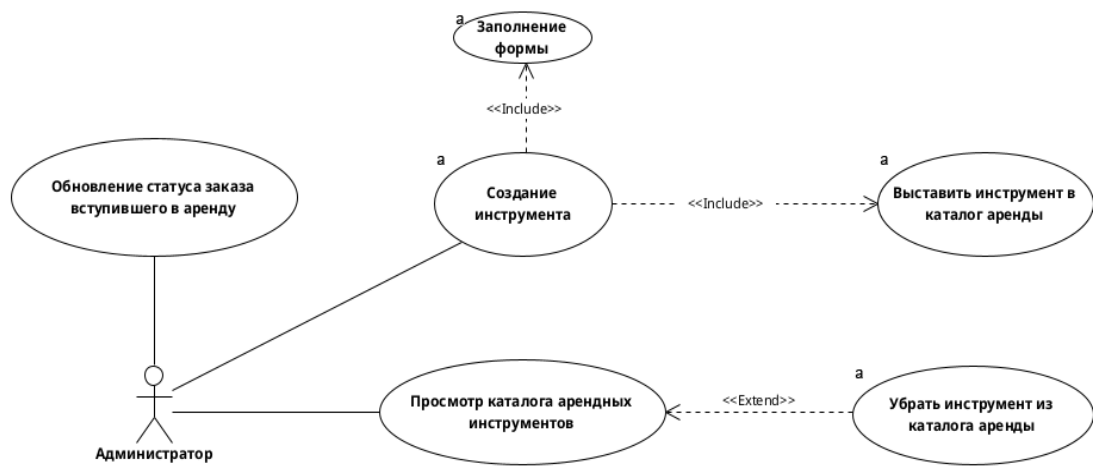 a
Заполнение
формы
<<Include>>
Обновление статуса заказа
вступившего в аренду
a
Создание
инструмента
<<Include>>
a
Выставить инструмент в
каталог аренды
Администратор
Просмотр каталога арендных
инструментов
<<Extend>>
a
Убрать инструмент из
каталога аренды